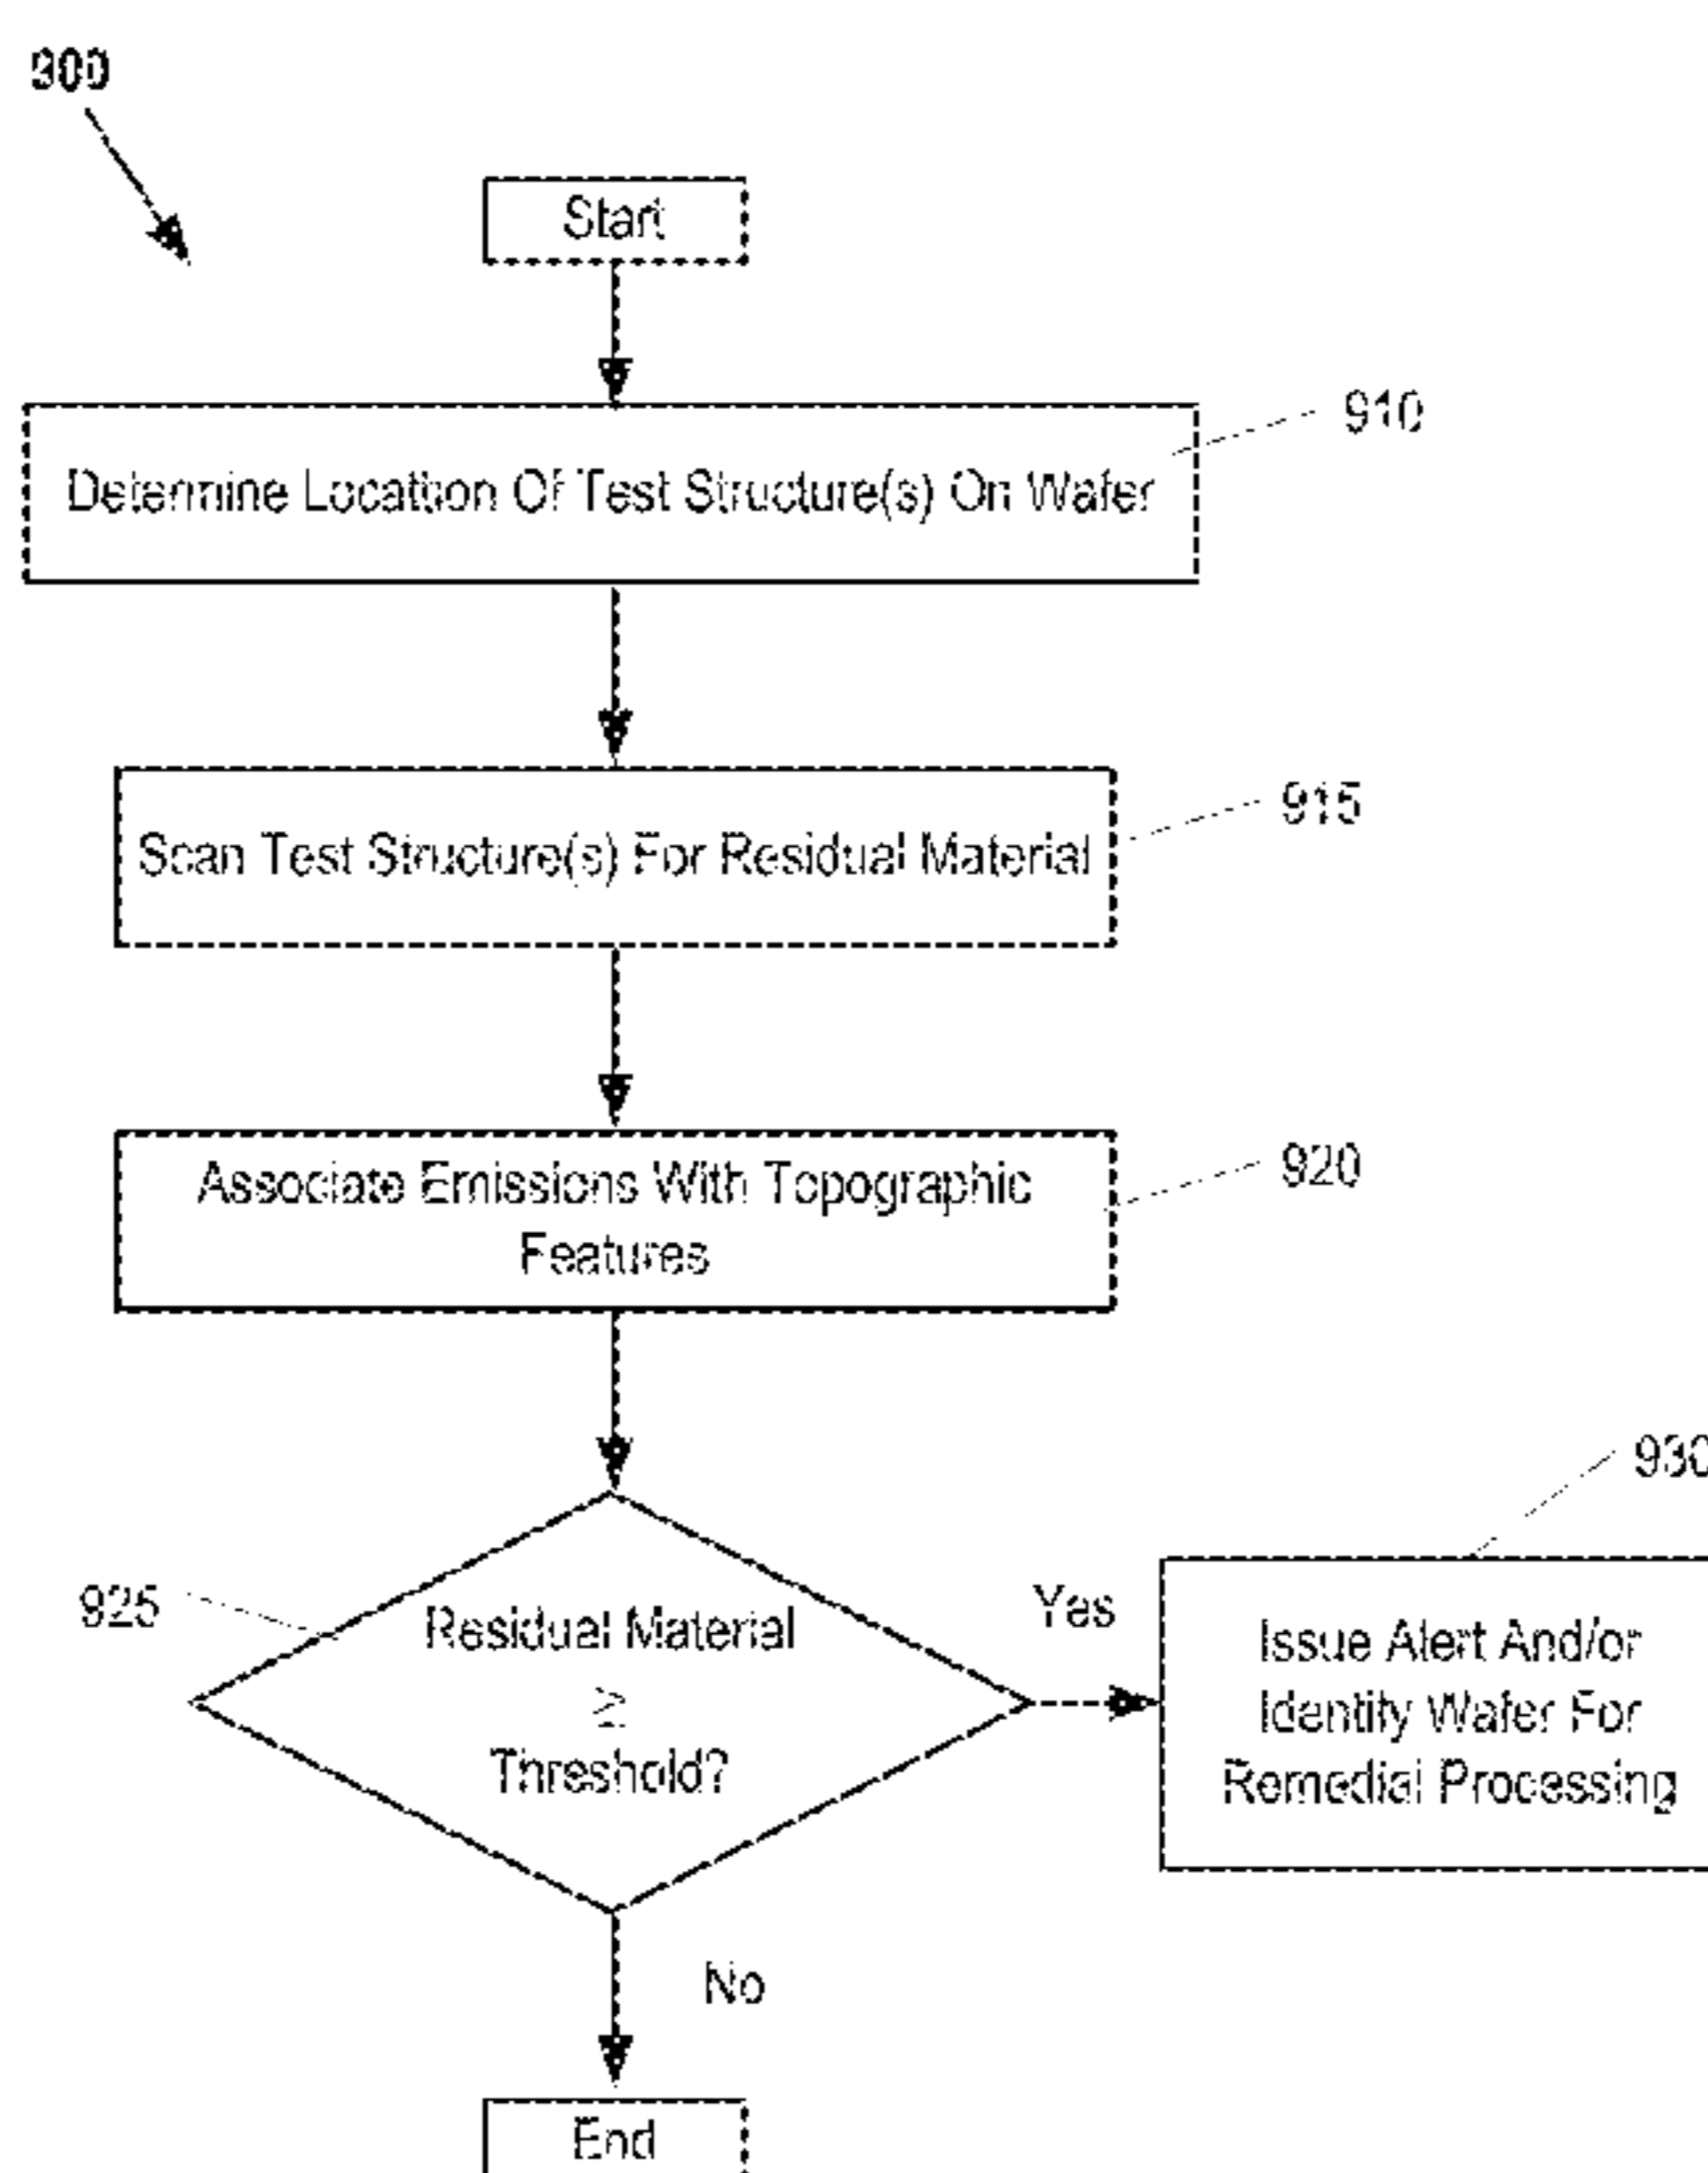 900
Start
910
Determine Locattion Of Test Structure(s) On Wafer
915
Scan Test Structure(s) For Residual Material
920
Associate Emissions With Topographic
Features
930
925
Residual Material
≥
Threshold?
Yes
Issue Alert And/or
Identity Wafer For
Remedial Processing
No
End